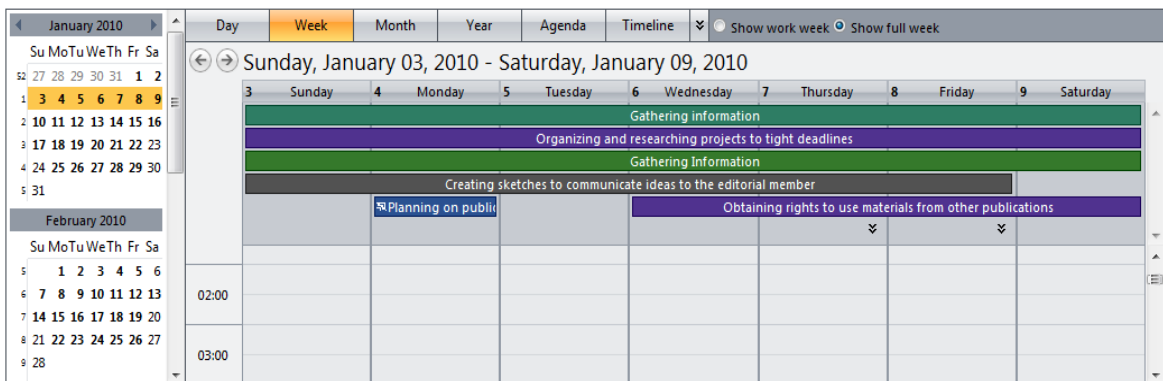 January 2010
Su Mo Tu We Th Fr Sa
52 27 28 29 30 31 1 2
1 3 4 5 6 7 8 9
2 10 11 12 13 14 15 16
3 17 18 19 20 21 22 23
4 24 25 26 27 28 29 30
5 31
February 2010
Su Mo Tu We Th Fr Sa
5 1 2 3 4 5 6
6 7 8 9 10 11 12 13
7 14 15 16 17 18 19 20
8 21 22 23 24 25 26 27
9 28
Day Week Month Year Agenda Timeline Show work week Show full week
Sunday, January 03, 2010 - Saturday, January 09, 2010
3 Sunday 4 Monday 5 Tuesday 6 Wednesday 7 Thursday 8 Friday 9 Saturday
Gathering information
Organizing and researching projects to tight deadlines
Gathering Information
Creating sketches to communicate ideas to the editorial member
Planning on public Obtaining rights to use materials from other publications
02:00
03:00